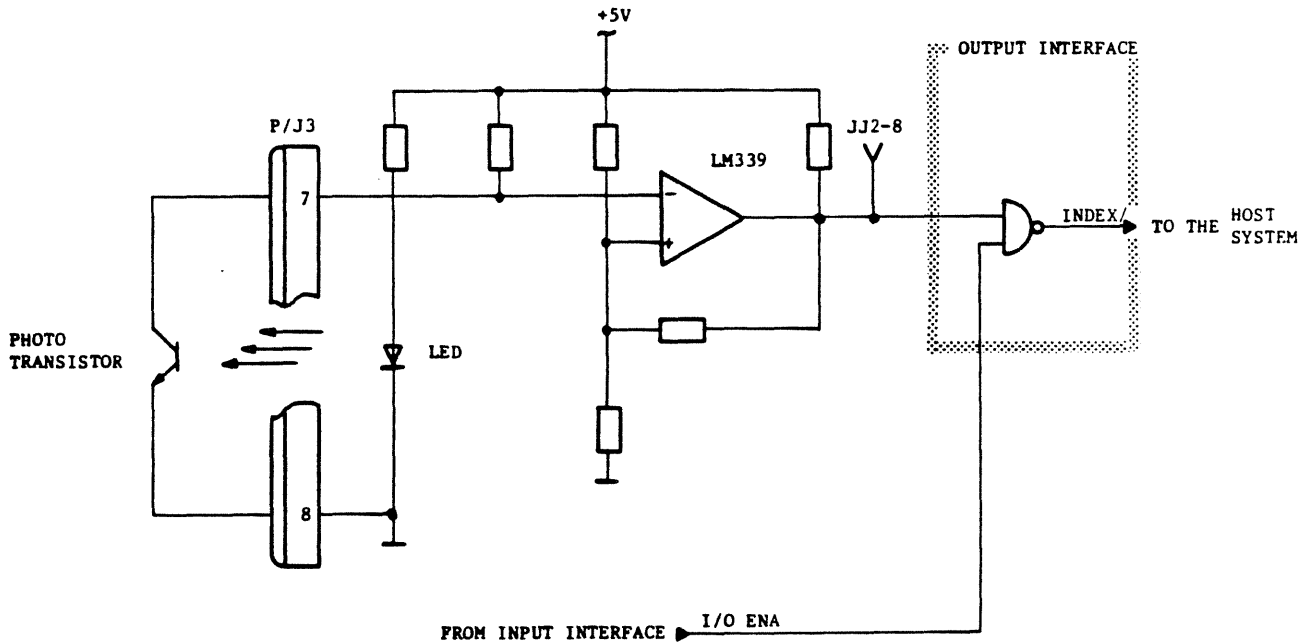 +5V
OUTPUT INTERFACE
P/J3
JJ2-8
LM339
7
-
INDEX/
TO THE HOST
SYSTEM
+
PHOTO
TRANSISTOR
LED
8
FROM INPUT INTERFACE
I/O ENA